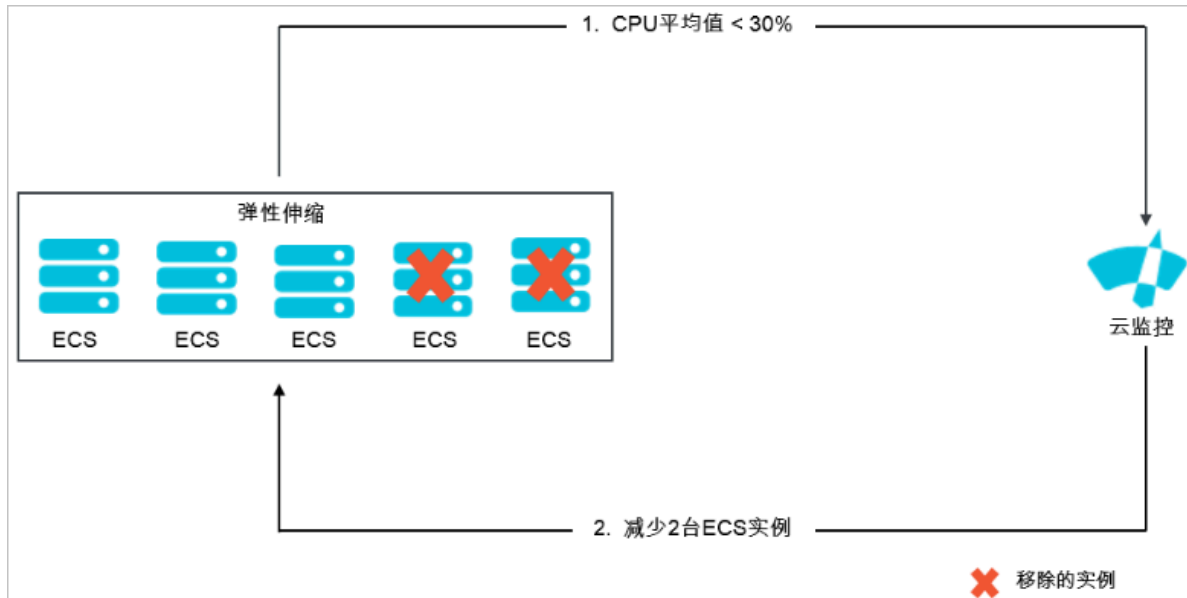 1. CPU平均值 < 30%
弹性伸缩
ECS ECS ECS ECS ECS
云监控
2. 减少2台ECS实例
移除的实例